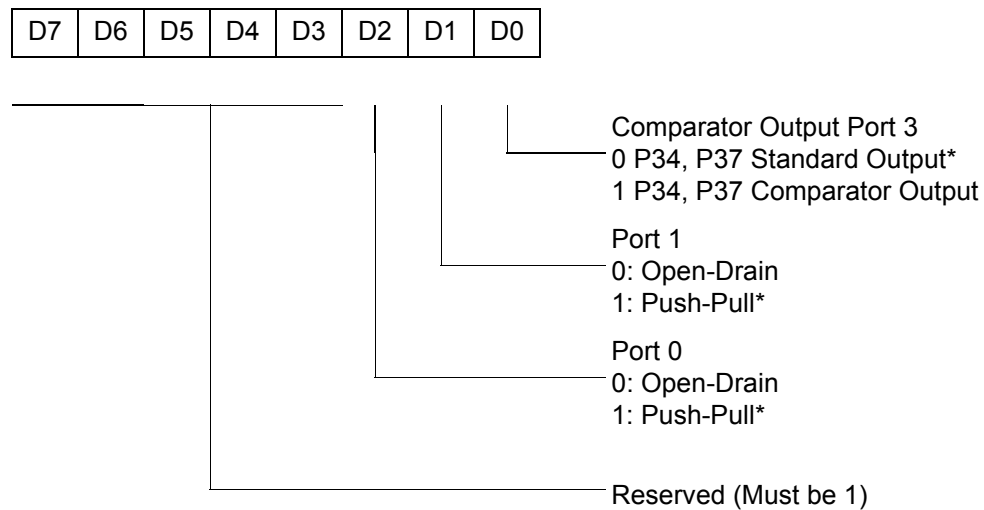 D7 D6 D5 D4 D3 D2 D1 D0
Comparator Output Port 3
0 P34, P37 Standard Output*
1 P34, P37 Comparator Output
Port 1
0: Open-Drain
1: Push-Pull*
Port 0
0: Open-Drain
1: Push-Pull*
Reserved (Must be 1)